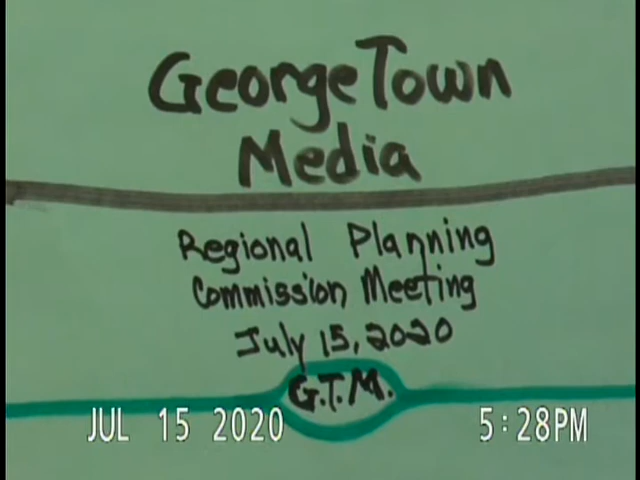 GeorgeTown
Media
Regional Planning
Commission Meeting
July 15, 2020
G.T.M.
JUL 15 2020
5:28PM